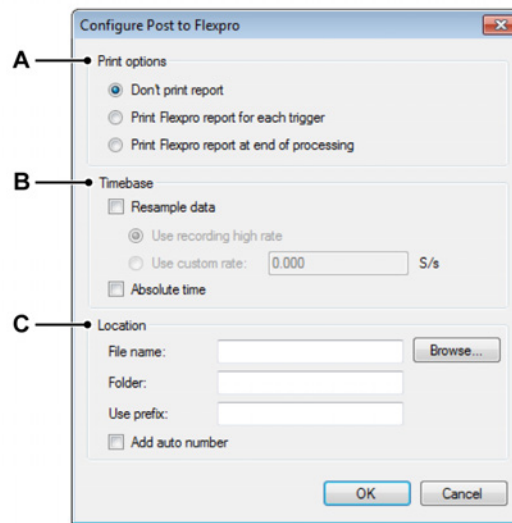 Configure Post to Flexpro
A
Print options
Don't print report
Print Flexpro report for each trigger
Print Flexpro report at end of processing
B
Timebase
Resample data
Use recording high rate
Use custom rate: 0.000 S/s
Absolute time
C
Location
File name: Browse...
Folder:
Use prefix:
Add auto number
OK Cancel